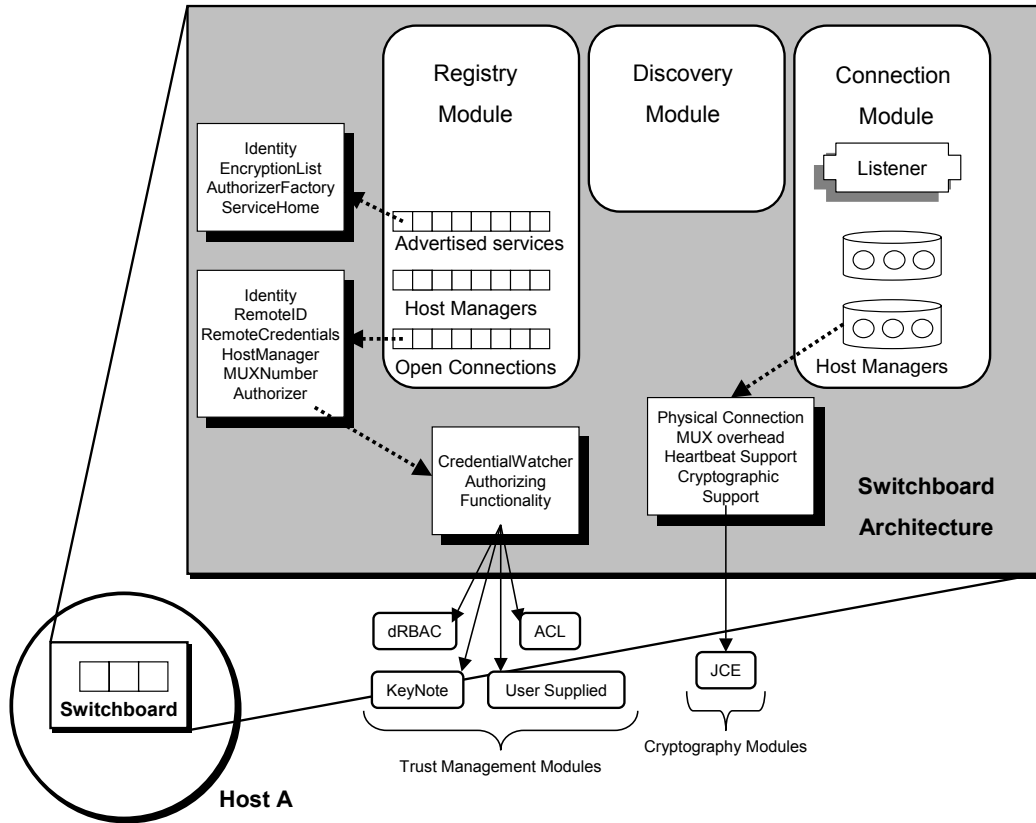 Registry
Module
Discovery
Module
Connection
Module
Identity
EncryptionList
AuthorizerFactory
ServiceHome
Listener
Advertised services
Host Managers
Open Connections
Identity
RemoteID
RemoteCredentials
HostManager
MUXNumber
Authorizer
Host Managers
CredentialWatcher
Authorizing
Functionality
Physical Connection
MUX overhead
Heartbeat Support
Cryptographic
Support
Switchboard
Architecture
dRBAC
ACL
KeyNote
User Supplied
JCE
Trust Management Modules
Cryptography Modules
Switchboard
Host A